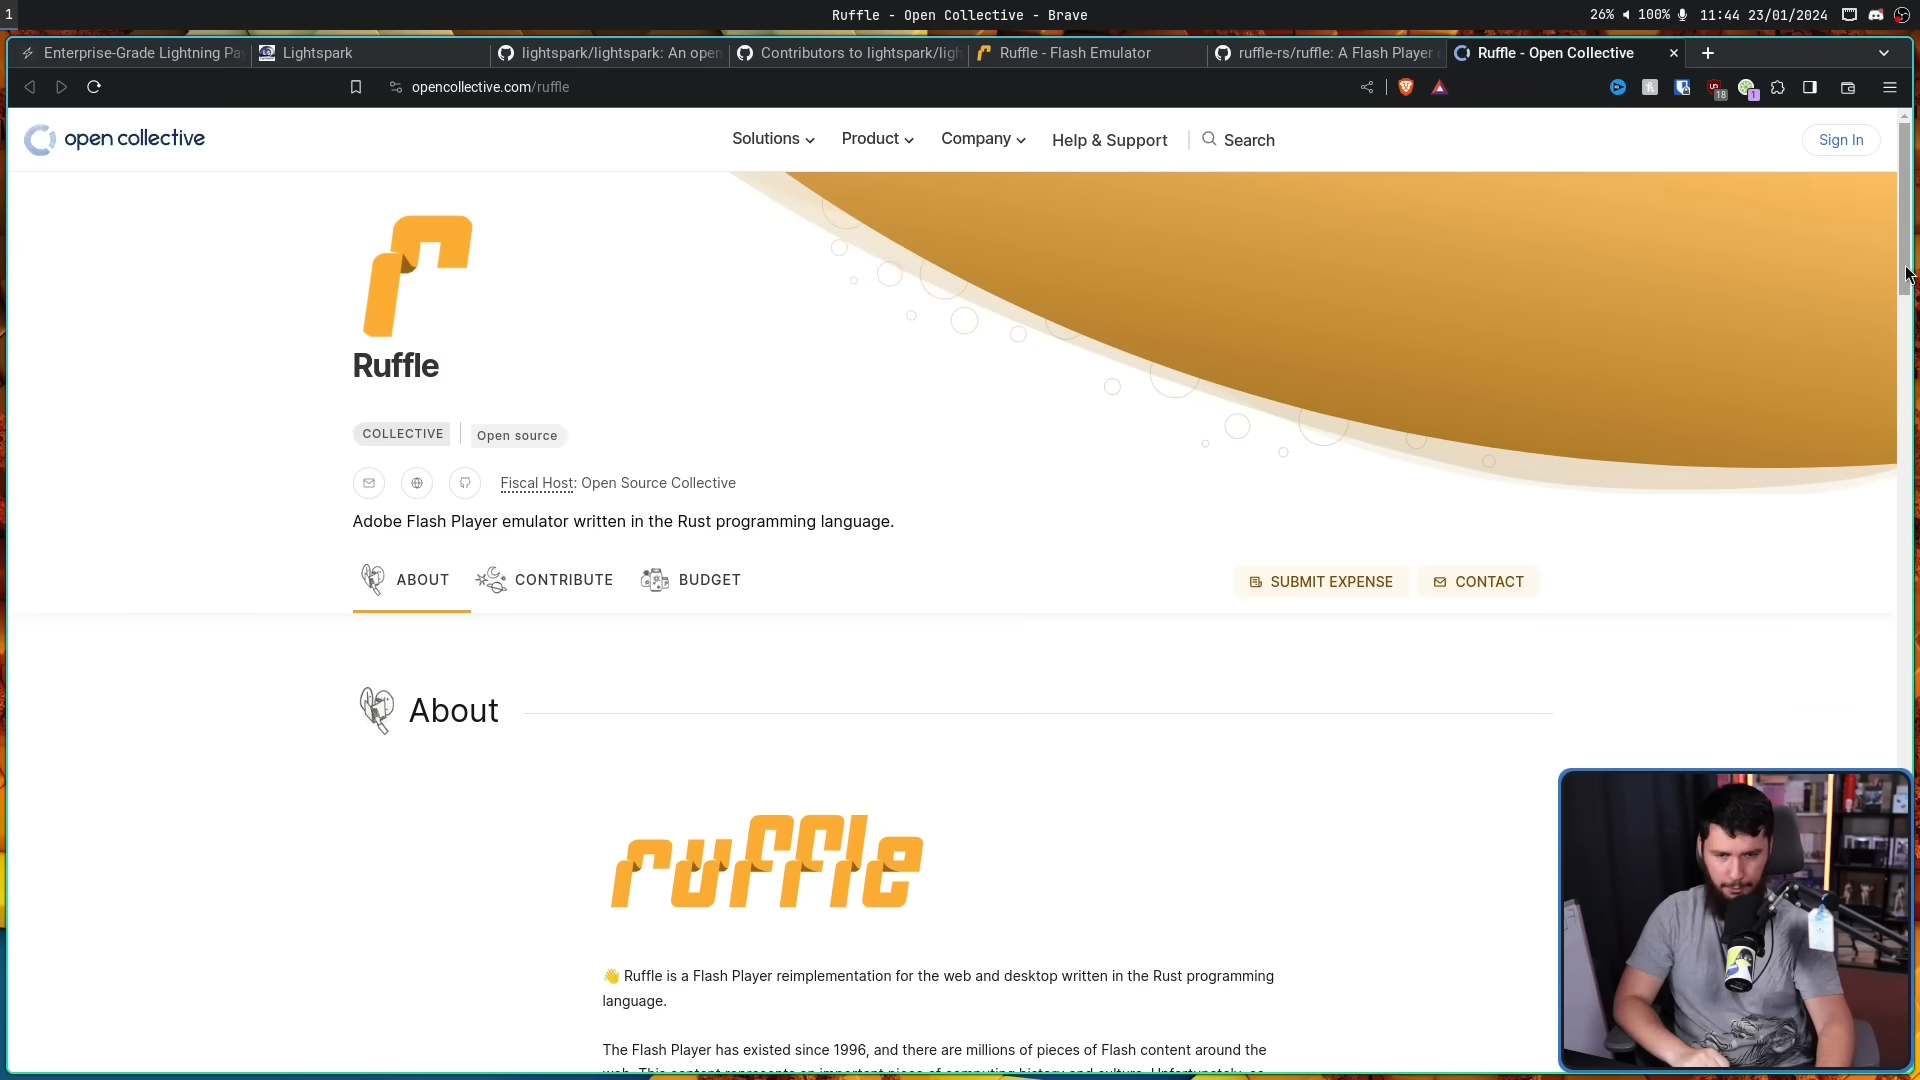 1
Ruffle - Open Collective - Brave
26% 100% 11:44 23/01/2024
Enterprise-Grade Lightning Pay
Lightspark
lightspark/lightspark: An open
Contributors to lightspark/ligh
Ruffle - Flash Emulator
ruffle-rs/ruffle: A Flash Player
Ruffle - Open Collective
opencollective.com/ruffle
18
1
open collective
Solutions
Product
Company
Help & Support
Search
Sign In
Ruffle
COLLECTIVE
Open source
Fiscal Host: Open Source Collective
Adobe Flash Player emulator written in the Rust programming language.
ABOUT
CONTRIBUTE
BUDGET
SUBMIT EXPENSE
CONTACT
About
ruffle
👋 Ruffle is a Flash Player reimplementation for the web and desktop written in the Rust programming
language.
The Flash Player has existed since 1996, and there are millions of pieces of Flash content around the